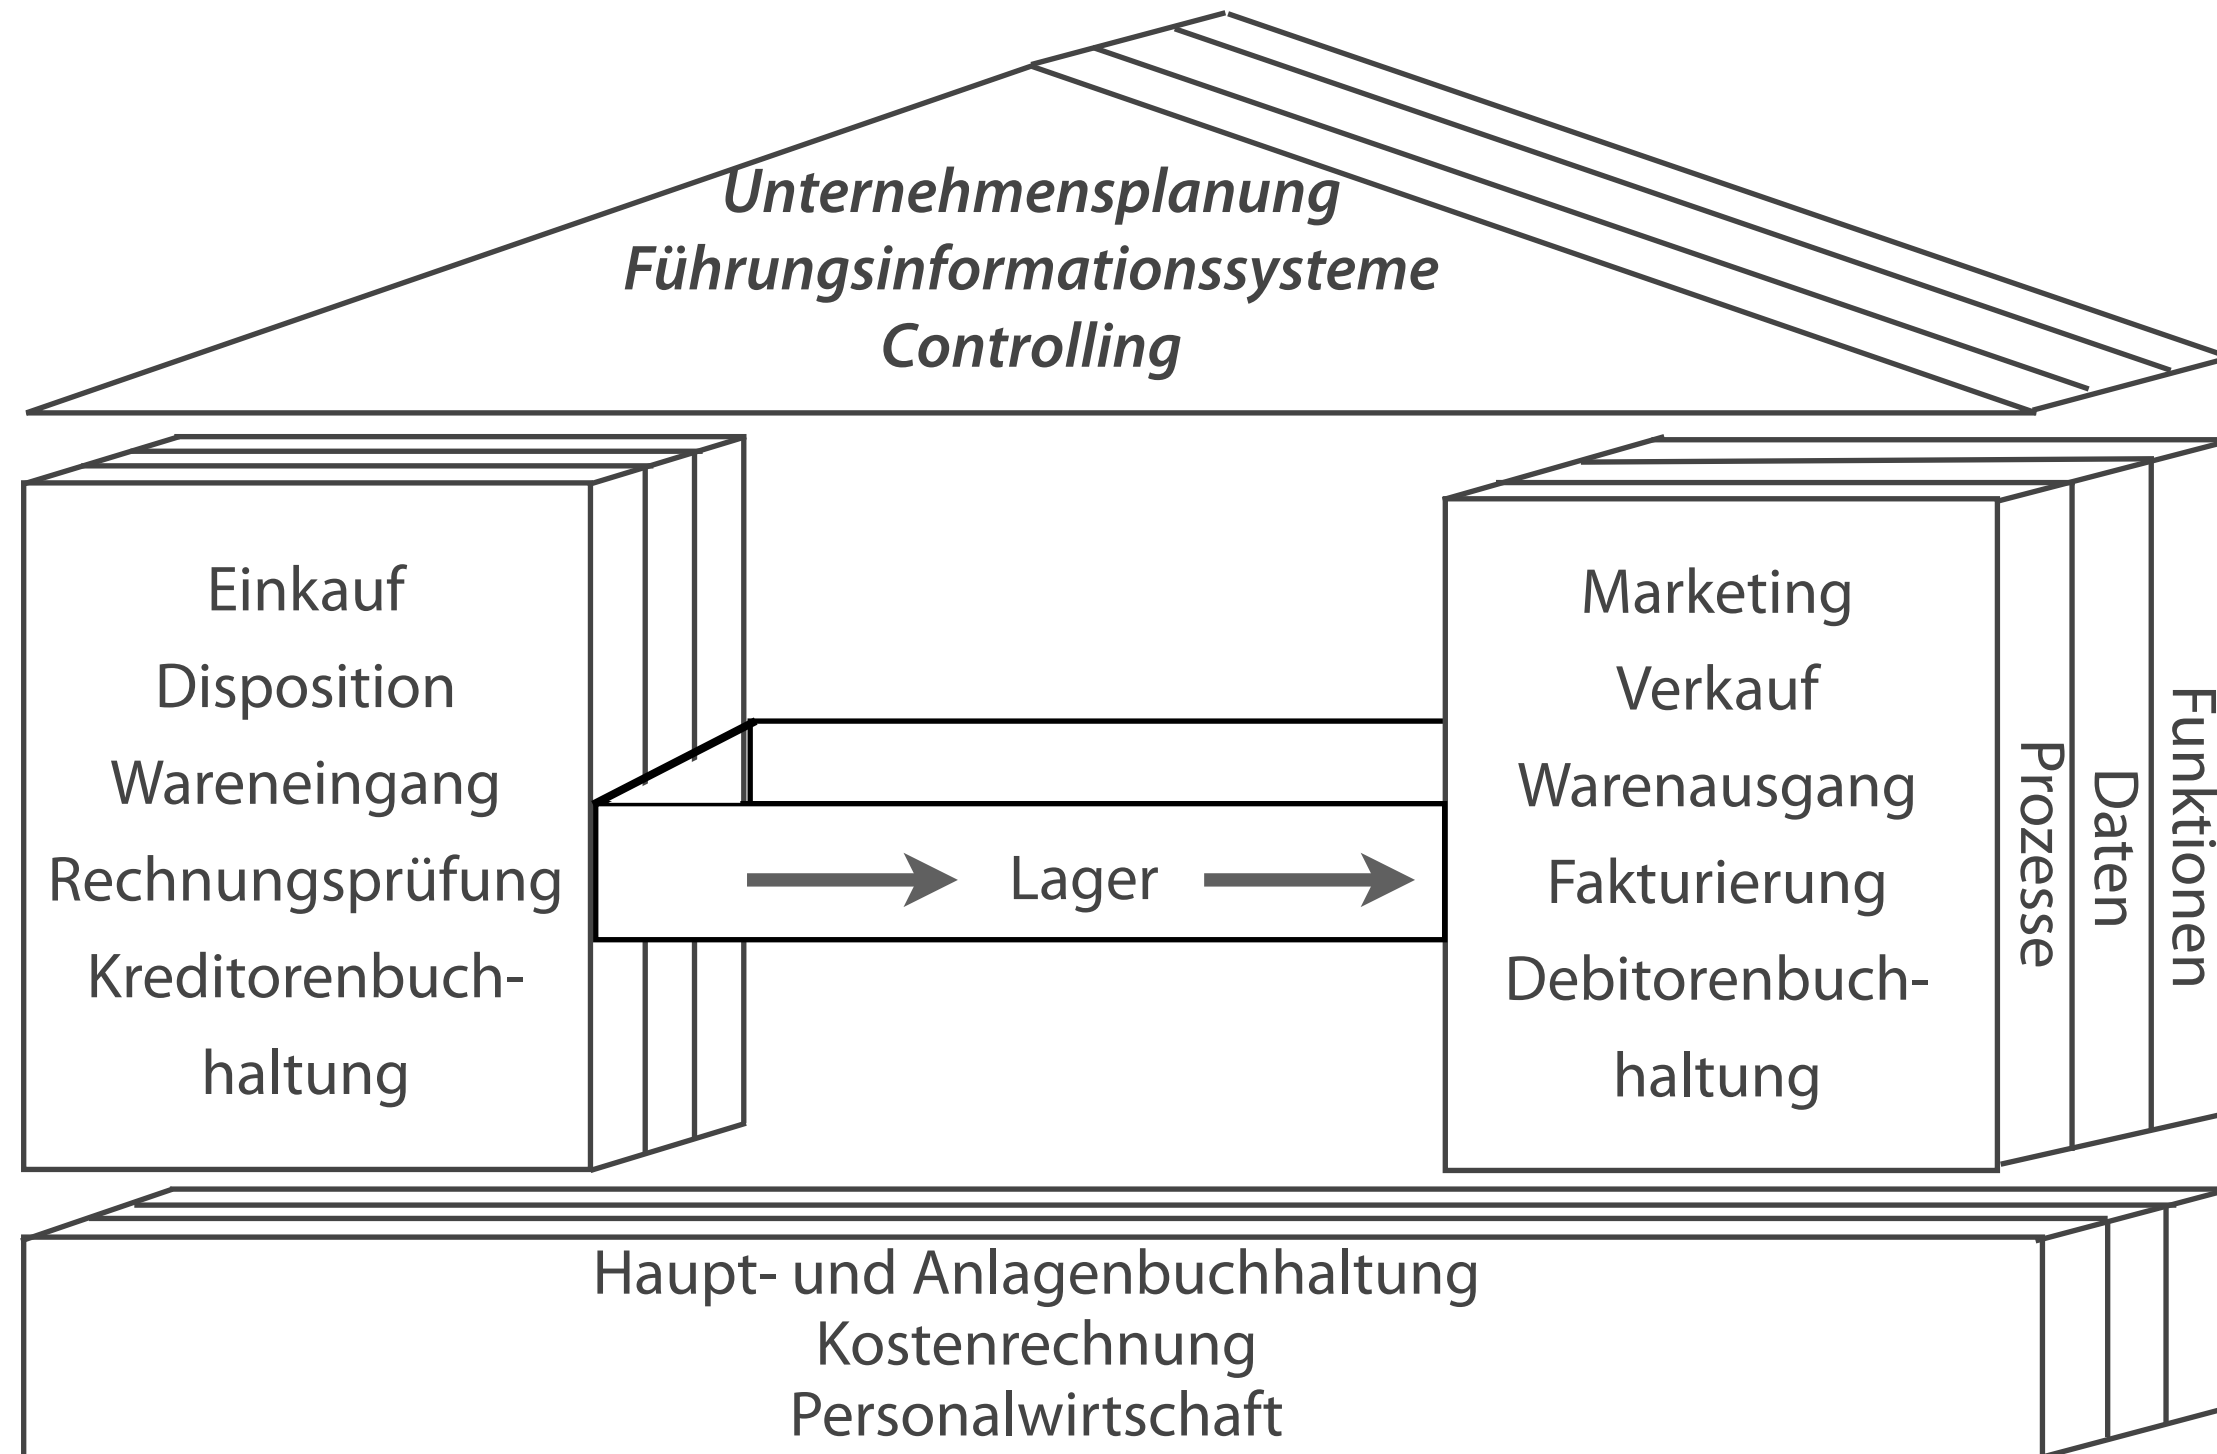 Unternehmensplanung
Führungsinformationssysteme
Controlling
Einkauf
Disposition
Wareneingang
Rechnungsprüfung
Kreditorenbuch-
haltung
Lager
Marketing
Verkauf
Warenausgang
Fakturierung
Debitorenbuch-
haltung
Prozesse
Daten
Funktionen
Haupt- und Anlagenbuchhaltung
Kostenrechnung
Personalwirtschaft